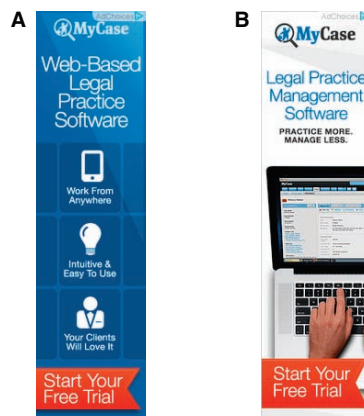 A
AdChoices
MyCase
Web-Based
Legal
Practice
Software
Work From
Anywhere
Intuitive &
Easy To Use
Your Clients
Will Love It
Start Your
Free Trial
B
AdChoices
MyCase
Legal Practice
Management
Software
PRACTICE MORE.
MANAGE LESS.
MyCase
Start Your
Free Trial